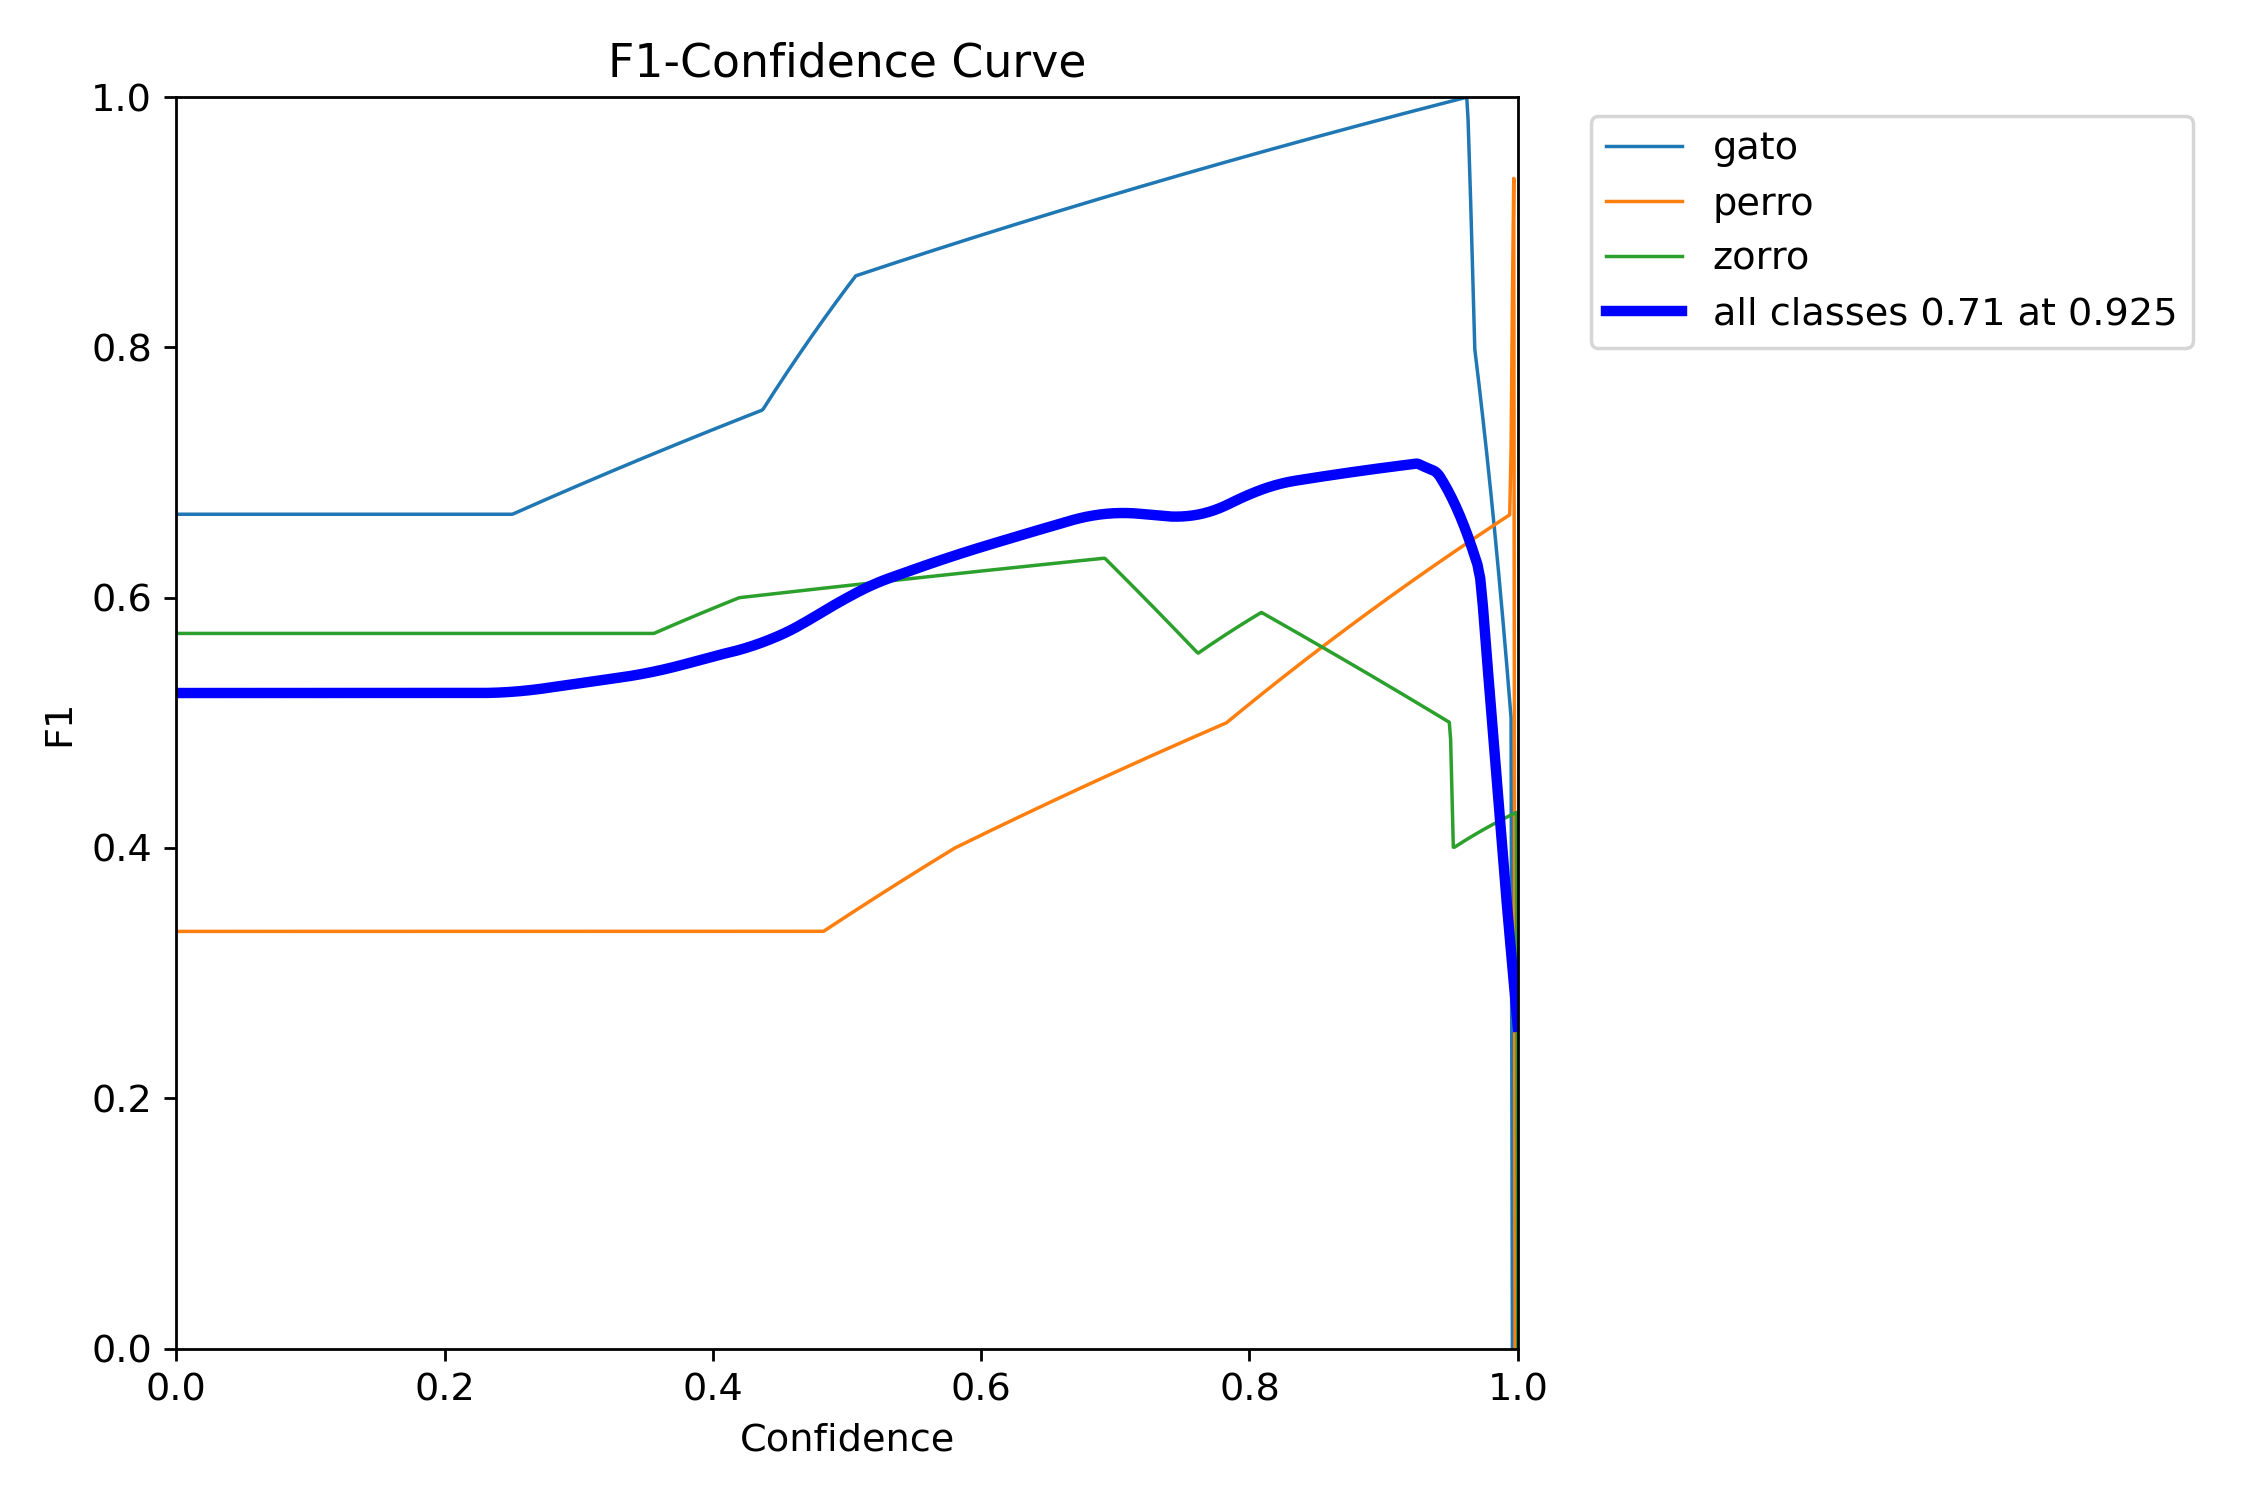 F1-Confidence Curve
1.0
0.8
0.6
0.4
0.2
0.0
F1
0.0 0.2 0.4 0.6 0.8 1.0
Confidence
gato
perro
zorro
all classes 0.71 at 0.925